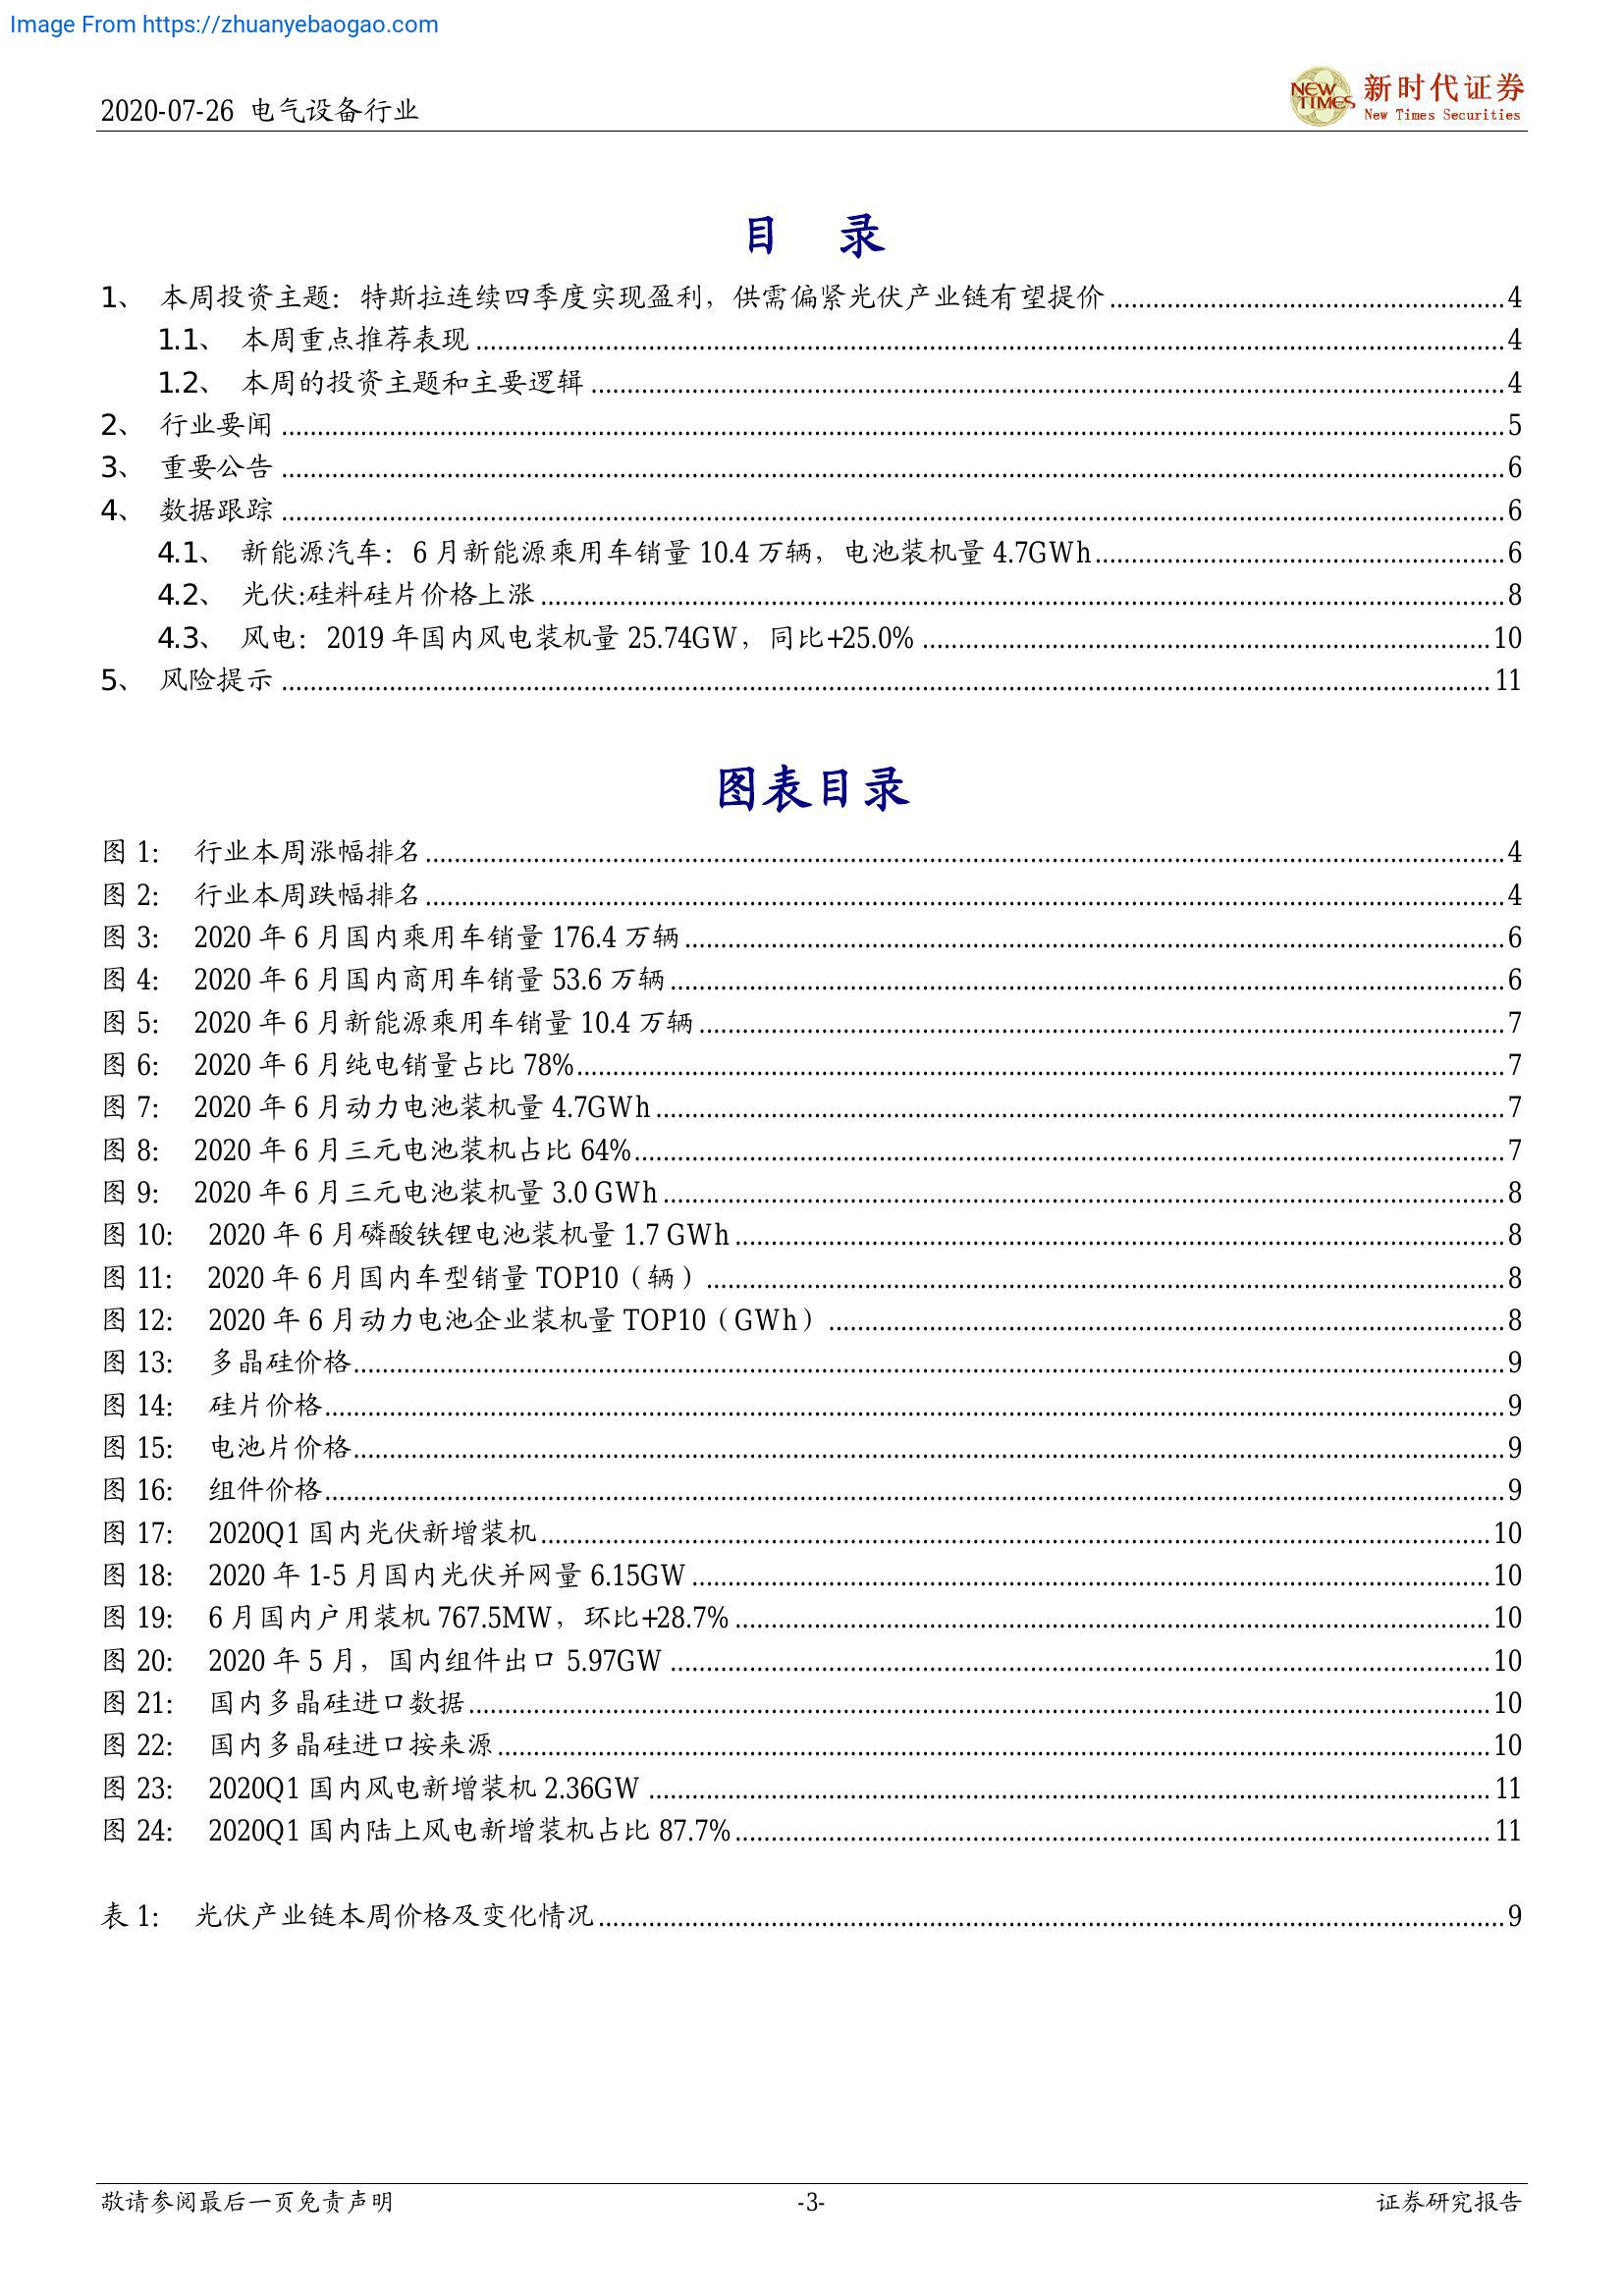 Image From https://zhuanyebaogao.com
2020-07-26 电气设备行业
NEW TIMES 新时代证券
New Times Securities
目 录
1、 本周投资主题：特斯拉连续四季度实现盈利，供需偏紧光伏产业链有望提价 4
1.1、 本周重点推荐表现 4
1.2、 本周的投资主题和主要逻辑 4
2、 行业要闻 5
3、 重要公告 6
4、 数据跟踪 6
4.1、 新能源汽车：6 月新能源乘用车销量 10.4 万辆，电池装机量 4.7GWh 6
4.2、 光伏:硅料硅片价格上涨 8
4.3、 风电：2019 年国内风电装机量 25.74GW，同比+25.0% 10
5、 风险提示 11
图表目录
图 1: 行业本周涨幅排名 4
图 2: 行业本周跌幅排名 4
图 3: 2020 年 6 月国内乘用车销量 176.4 万辆 6
图 4: 2020 年 6 月国内商用车销量 53.6 万辆 6
图 5: 2020 年 6 月新能源乘用车销量 10.4 万辆 7
图 6: 2020 年 6 月纯电销量占比 78% 7
图 7: 2020 年 6 月动力电池装机量 4.7GWh 7
图 8: 2020 年 6 月三元电池装机占比 64% 7
图 9: 2020 年 6 月三元电池装机量 3.0 GWh 8
图 10: 2020 年 6 月磷酸铁锂电池装机量 1.7 GWh 8
图 11: 2020 年 6 月国内车型销量 TOP10（辆） 8
图 12: 2020 年 6 月动力电池企业装机量 TOP10（GWh） 8
图 13: 多晶硅价格 9
图 14: 硅片价格 9
图 15: 电池片价格 9
图 16: 组件价格 9
图 17: 2020Q1 国内光伏新增装机 10
图 18: 2020 年 1-5 月国内光伏并网量 6.15GW 10
图 19: 6 月国内户用装机 767.5MW，环比+28.7% 10
图 20: 2020 年 5 月，国内组件出口 5.97GW 10
图 21: 国内多晶硅进口数据 10
图 22: 国内多晶硅进口按来源 10
图 23: 2020Q1 国内风电新增装机 2.36GW 11
图 24: 2020Q1 国内陆上风电新增装机占比 87.7% 11
表 1: 光伏产业链本周价格及变化情况 9
敬请参阅最后一页免责声明 -3- 证券研究报告